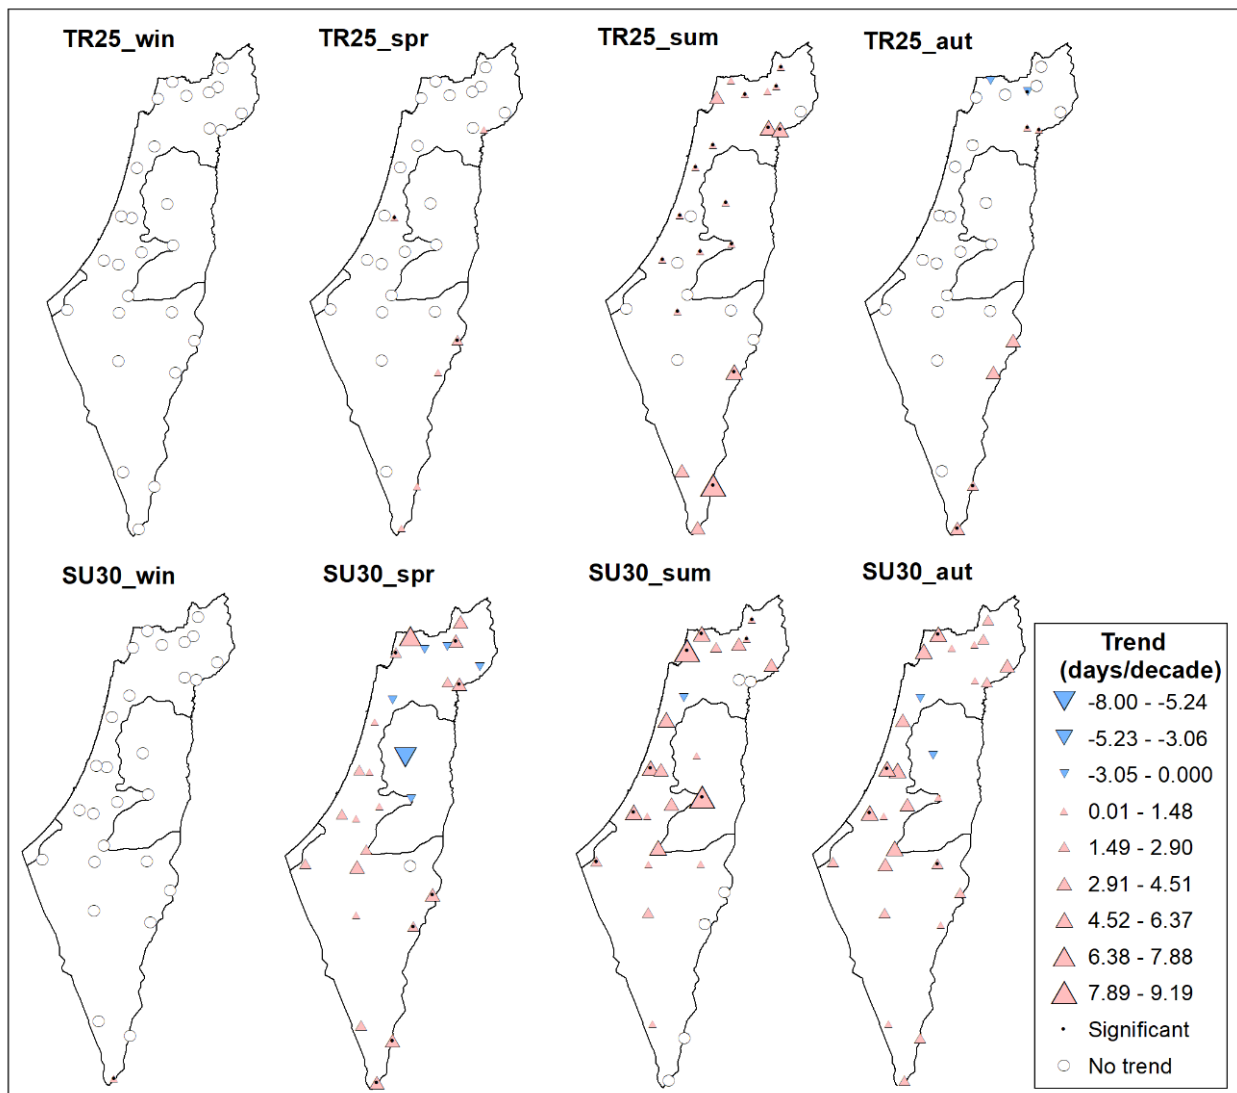 TR25_win
TR25_spr
TR25_sum
TR25_aut
SU30_win
SU30_spr
SU30_sum
SU30_aut
Trend
(days/decade)
-8.00 - -5.24
-5.23 - -3.06
-3.05 - 0.000
0.01 - 1.48
1.49 - 2.90
2.91 - 4.51
4.52 - 6.37
6.38 - 7.88
7.89 - 9.19
Significant
No trend